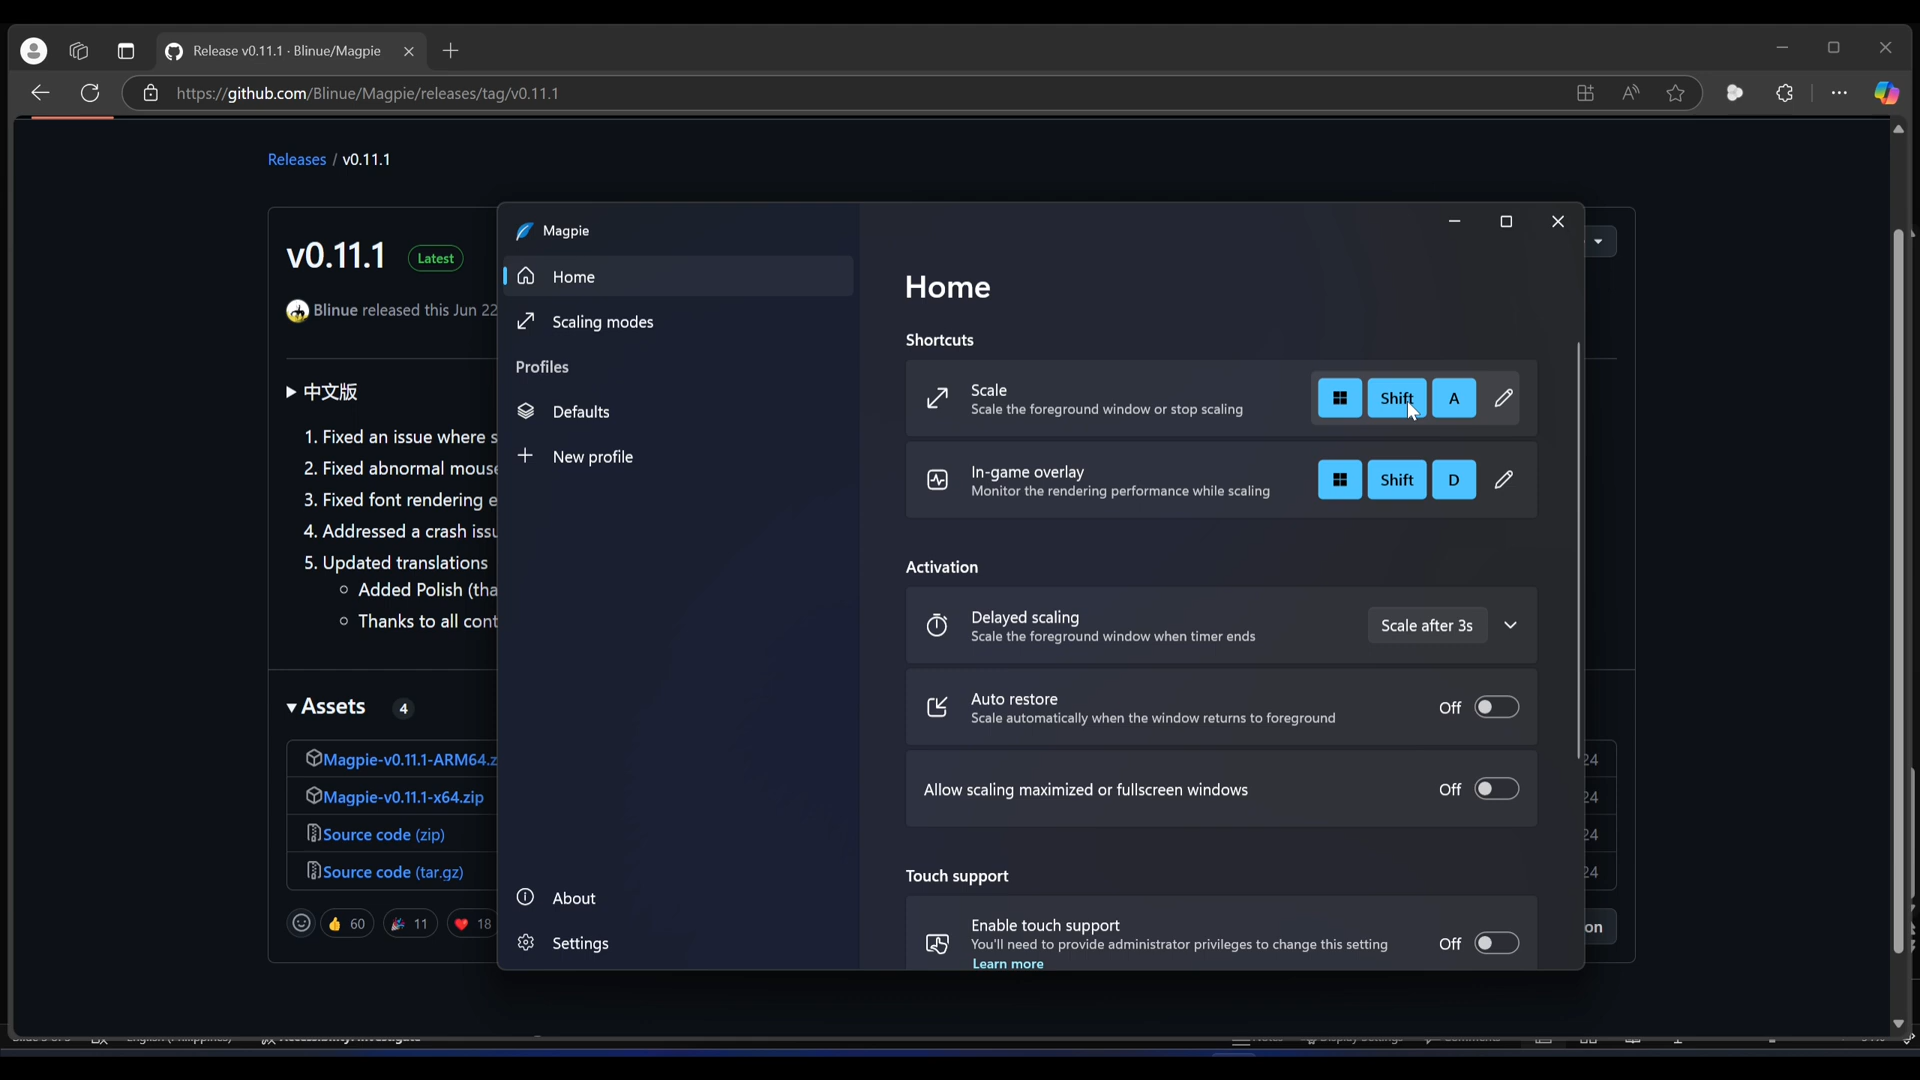 Release v0.11.1 · Blinue/Magpie
https://github.com/Blinue/Magpie/releases/tag/v0.11.1
Releases / v0.11.1
v0.11.1 Latest
Blinue released this Jun 22
▶ 中文版
1. Fixed an issue where s
2. Fixed abnormal mouse
3. Fixed font rendering e
4. Addressed a crash issu
5. Updated translations
Added Polish (tha
Thanks to all cont
▾ Assets 4
Magpie-v0.11.1-ARM64.z
Magpie-v0.11.1-x64.zip
Source code (zip)
Source code (tar.gz)
60 11 18
24
24
24
24
on
Magpie
Home
Scaling modes
Profiles
Defaults
New profile
About
Settings
Home
Shortcuts
Scale
Scale the foreground window or stop scaling
Shift A
In-game overlay
Monitor the rendering performance while scaling
Shift D
Activation
Delayed scaling
Scale the foreground window when timer ends
Scale after 3s
Auto restore
Scale automatically when the window returns to foreground
Off
Allow scaling maximized or fullscreen windows
Off
Touch support
Enable touch support
You'll need to provide administrator privileges to change this setting
Learn more
Off